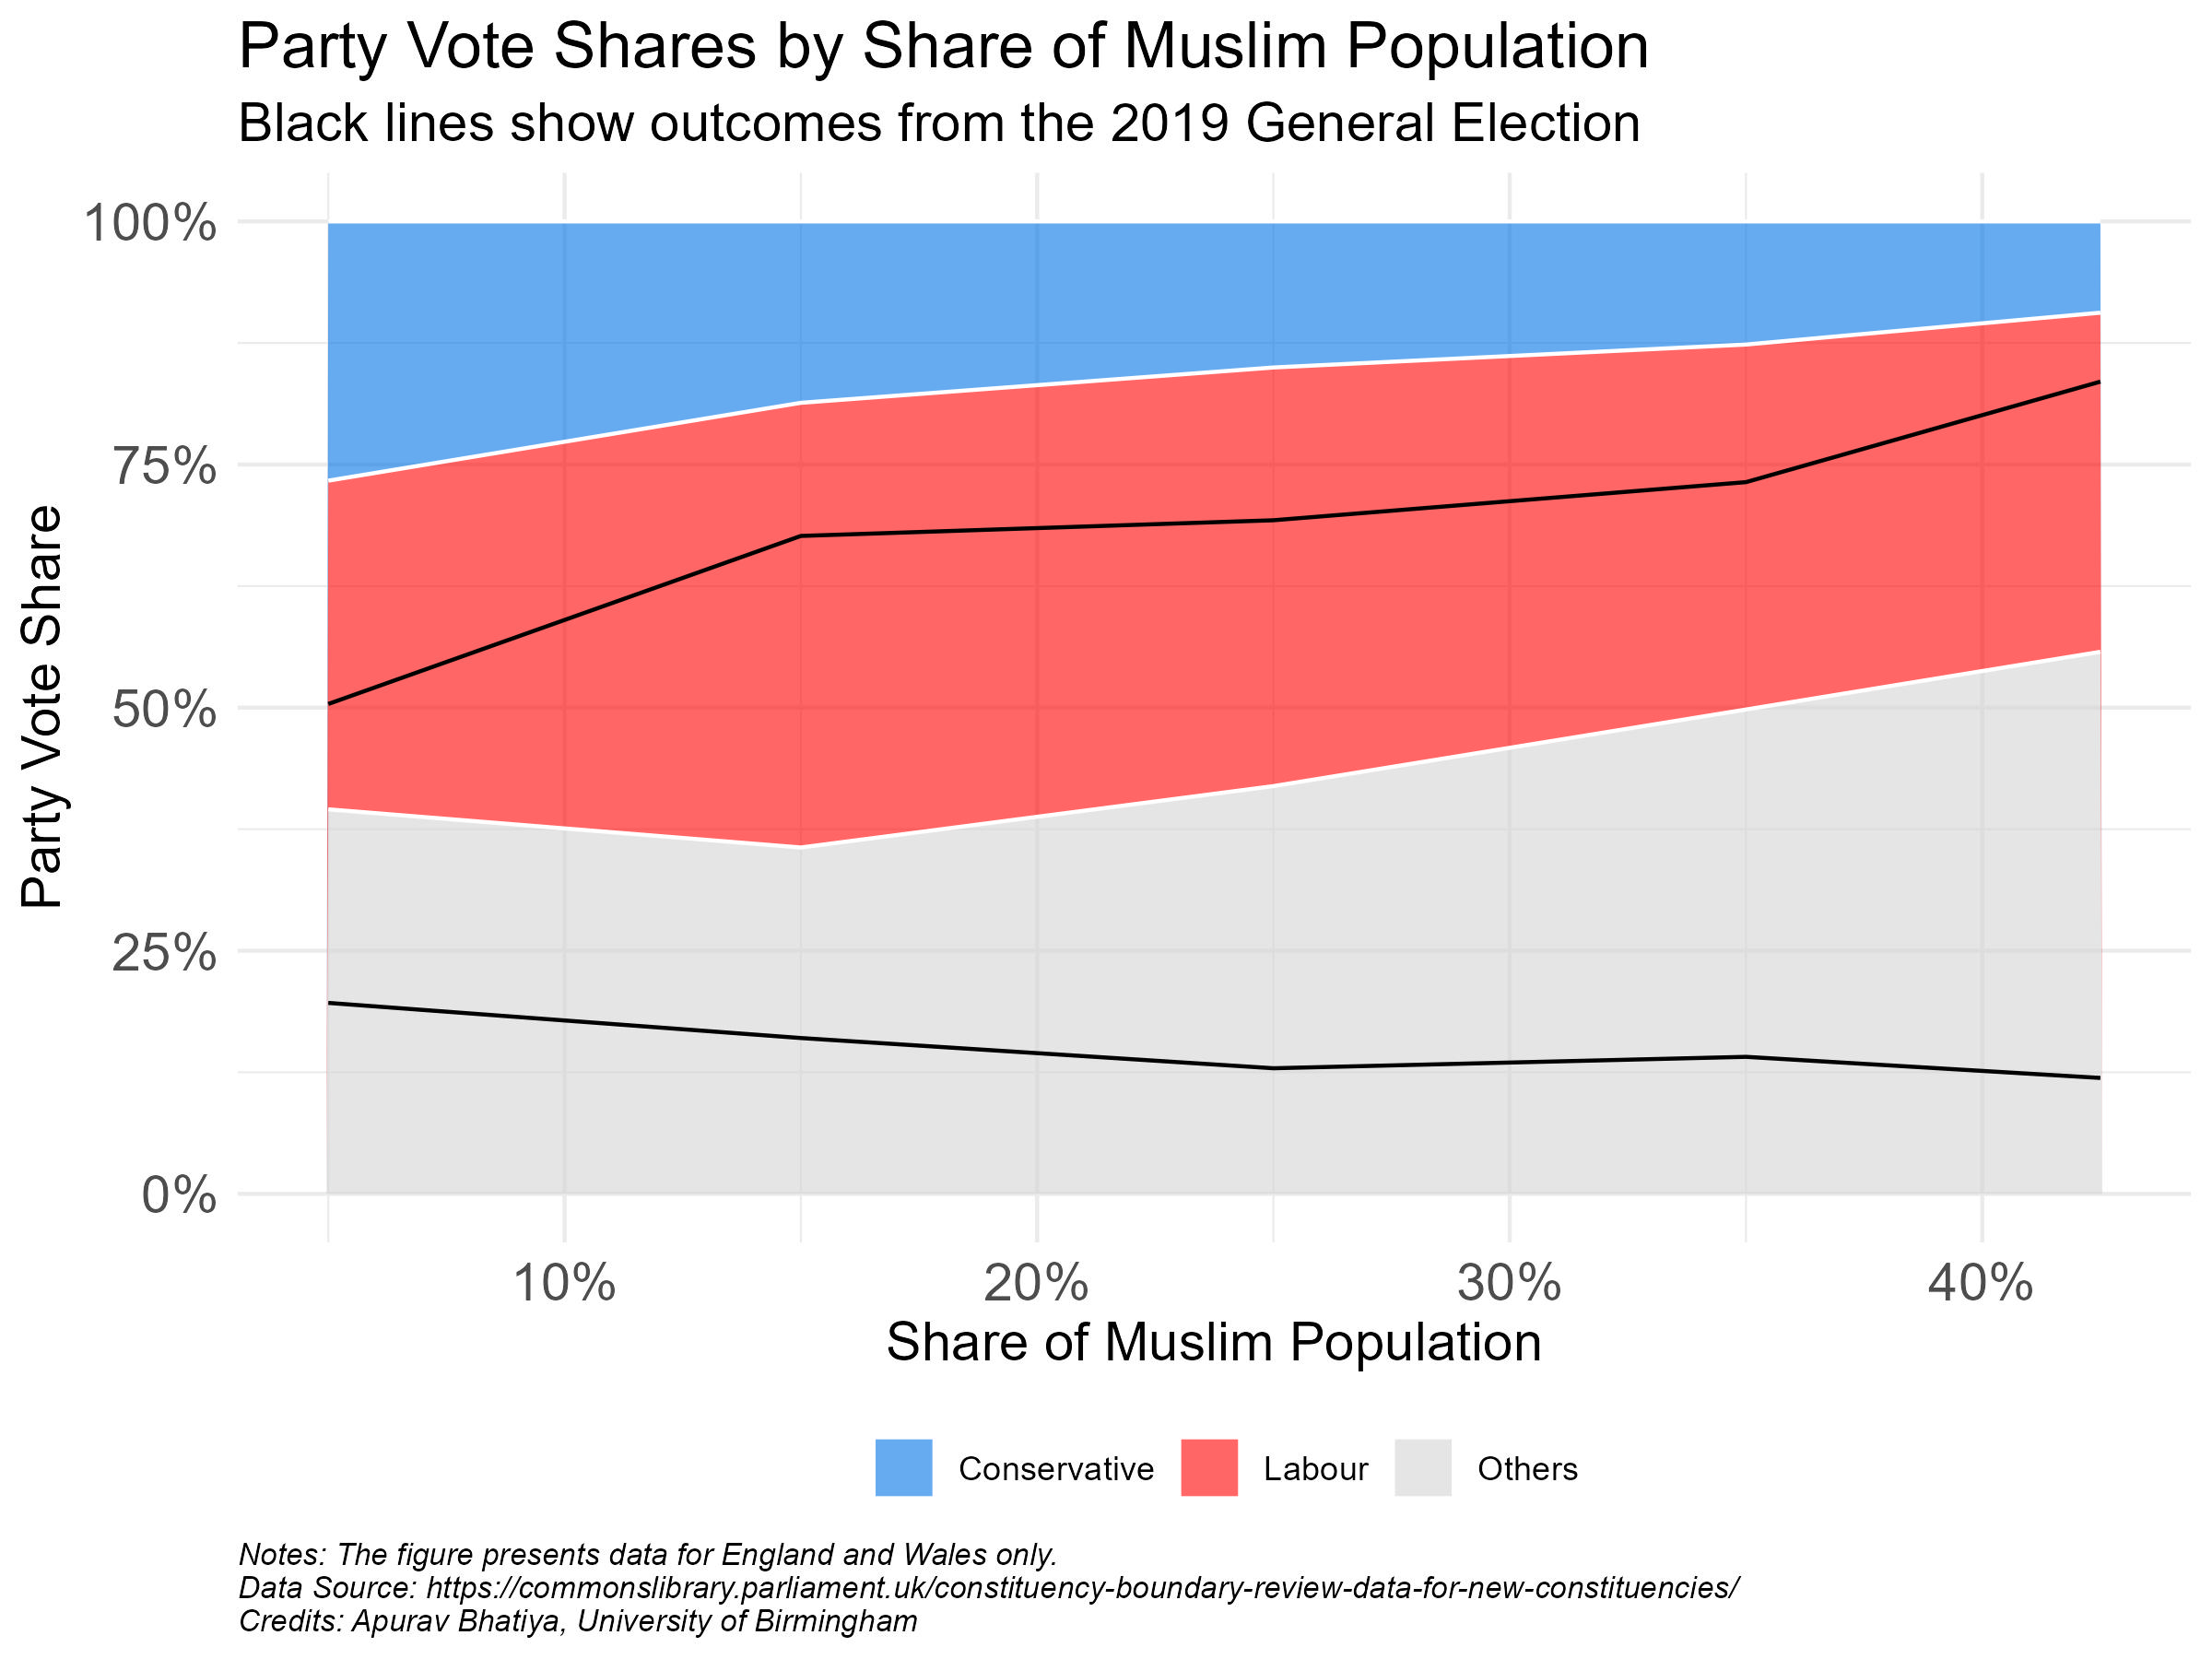 Party Vote Shares by Share of Muslim Population
Black lines show outcomes from the 2019 General Election
100%
75%
50%
25%
0%
Party Vote Share
10% 20% 30% 40%
Share of Muslim Population
Conservative Labour Others
Notes: The figure presents data for England and Wales only.
Data Source: https://commonslibrary.parliament.uk/constituency-boundary-review-data-for-new-constituencies/
Credits: Apurav Bhatiya, University of Birmingham